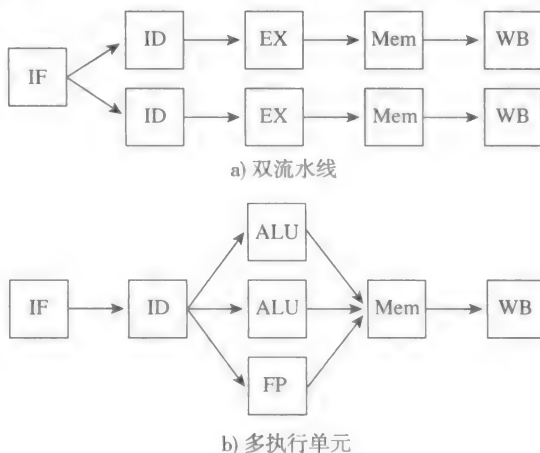 ID EX Mem WB
IF
ID EX Mem WB
a) 双流水线
ALU
IF ID ALU Mem WB
FP
b) 多执行单元